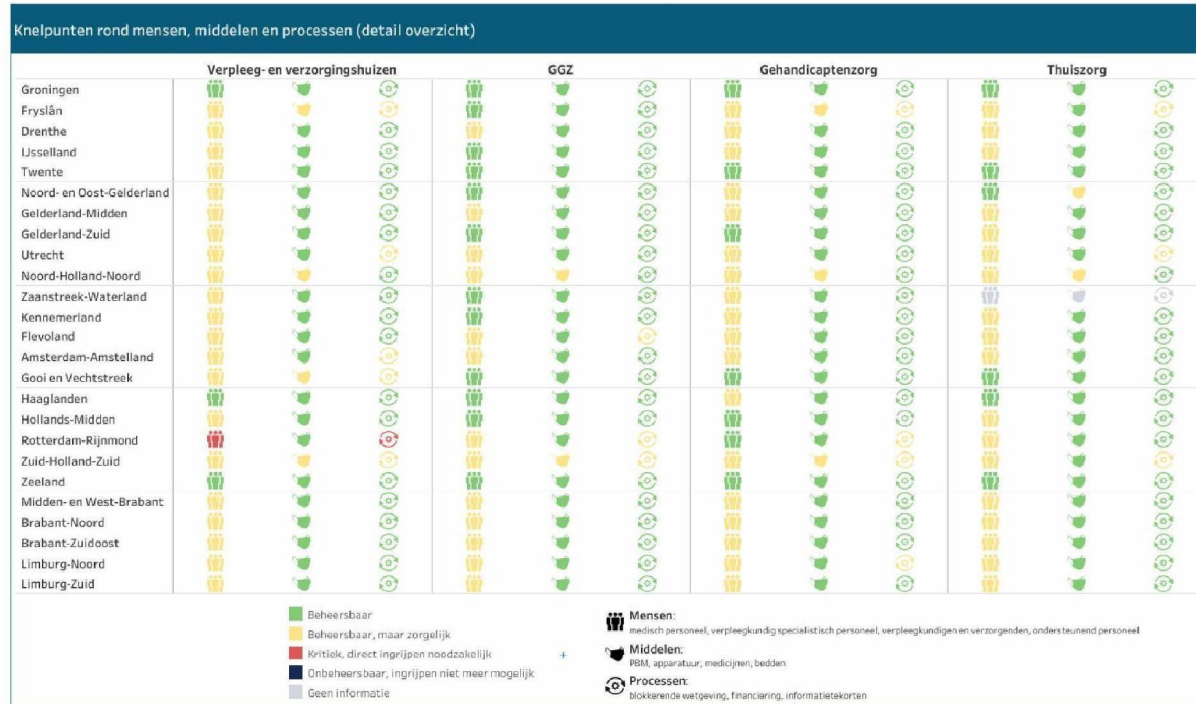 Knelpunten rond mensen, middelen en processen (detail overzicht)
Verpleeg- en verzorgingshuizen GGZ Gehandicaptenzorg Thuiszorg
Groningen
Fryslân
Drenthe
IJsselland
Twente
Noord- en Oost-Gelderland
Gelderland-Midden
Gelderland-Zuid
Utrecht
Noord-Holland-Noord
Zaanstreek-Waterland
Kennemerland
Flevoland
Amsterdam-Amstelland
Gooi en Vechtstreek
Haaglanden
Hollands-Midden
Rotterdam-Rijnmond
Zuid-Holland-Zuid
Zeeland
Midden- en West-Brabant
Brabant-Noord
Brabant-Zuidoost
Limburg-Noord
Limburg-Zuid
Beheersbaar
Beheersbaar, maar zorgelijk
Kritiek, direct ingrijpen noodzakelijk +
Onbeheersbaar, ingrijpen niet meer mogelijk
Geen informatie
Mensen:
medisch personeel, verpleegkundig specialistisch personeel, verpleegkundigen en verzorgenden, ondersteunend personeel
Middelen:
PBM, apparatuur, medicijnen, bedden
Processen:
blokkerende wetgeving, financiering, informatietekorten